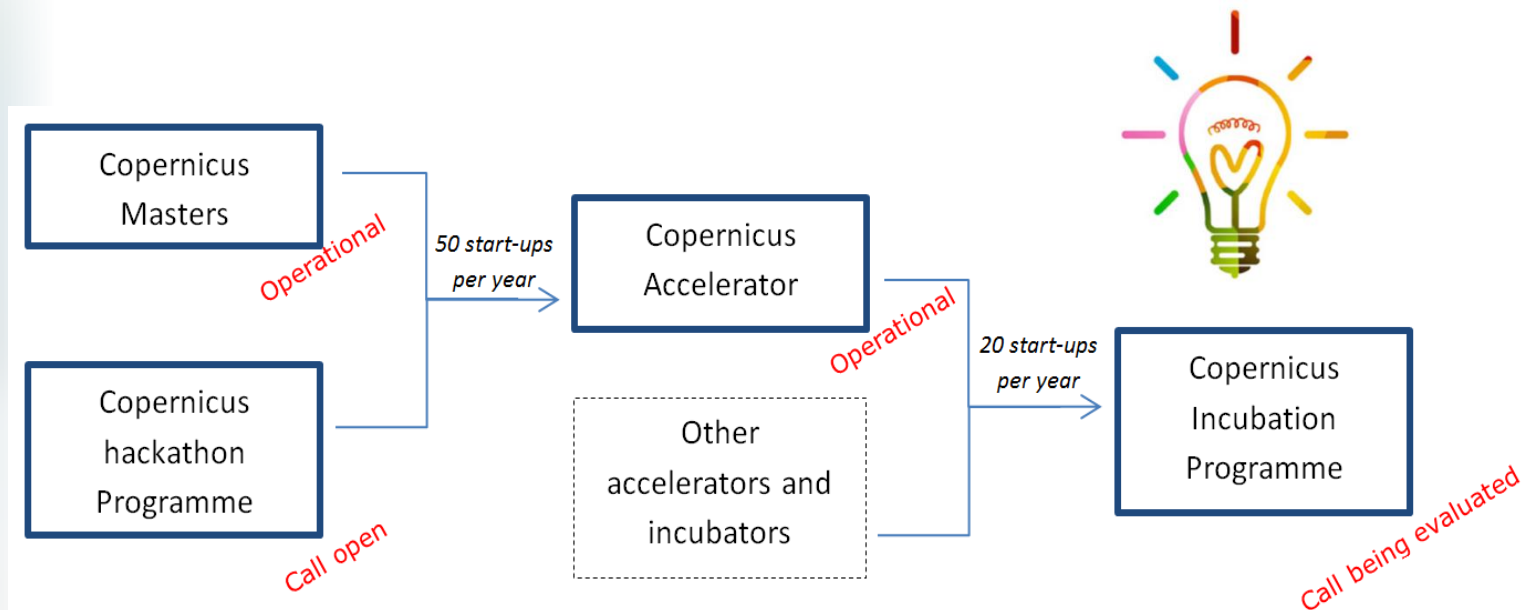 Copernicus
Masters
Operational
Copernicus
hackathon
Programme
Call open
50 start-ups
per year
Copernicus
Accelerator
Operational
Other
accelerators and
incubators
20 start-ups
per year
Copernicus
Incubation
Programme
Call being evaluated